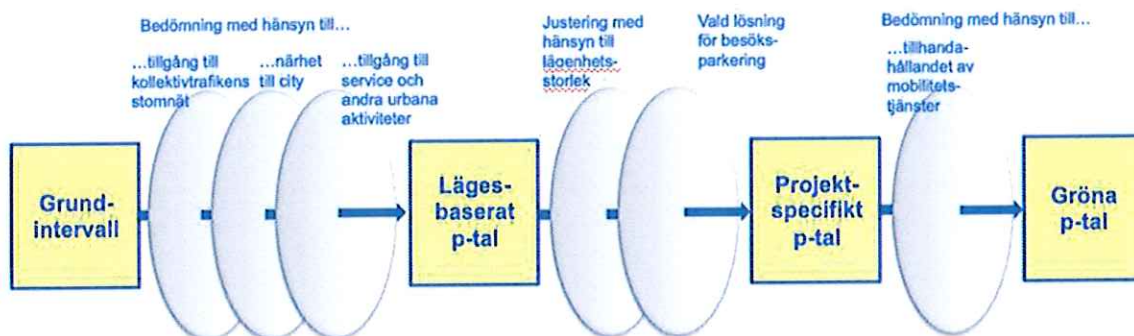 Bedömning med hänsyn till…
…tillgång till
kollektivtrafikens
stomnät
…närhet
till city
…tillgång till
service och
andra urbana
aktiviteter
Justering med
hänsyn till
lägenhets-
storlek
Vald lösning
för besöks-
parkering
Bedömning med hänsyn till…
…tillhanda-
hållandet av
mobilitets-
tjänster
Grund-
intervall
Läges-
baserat
p-tal
Projekt-
specifikt
p-tal
Gröna
p-tal